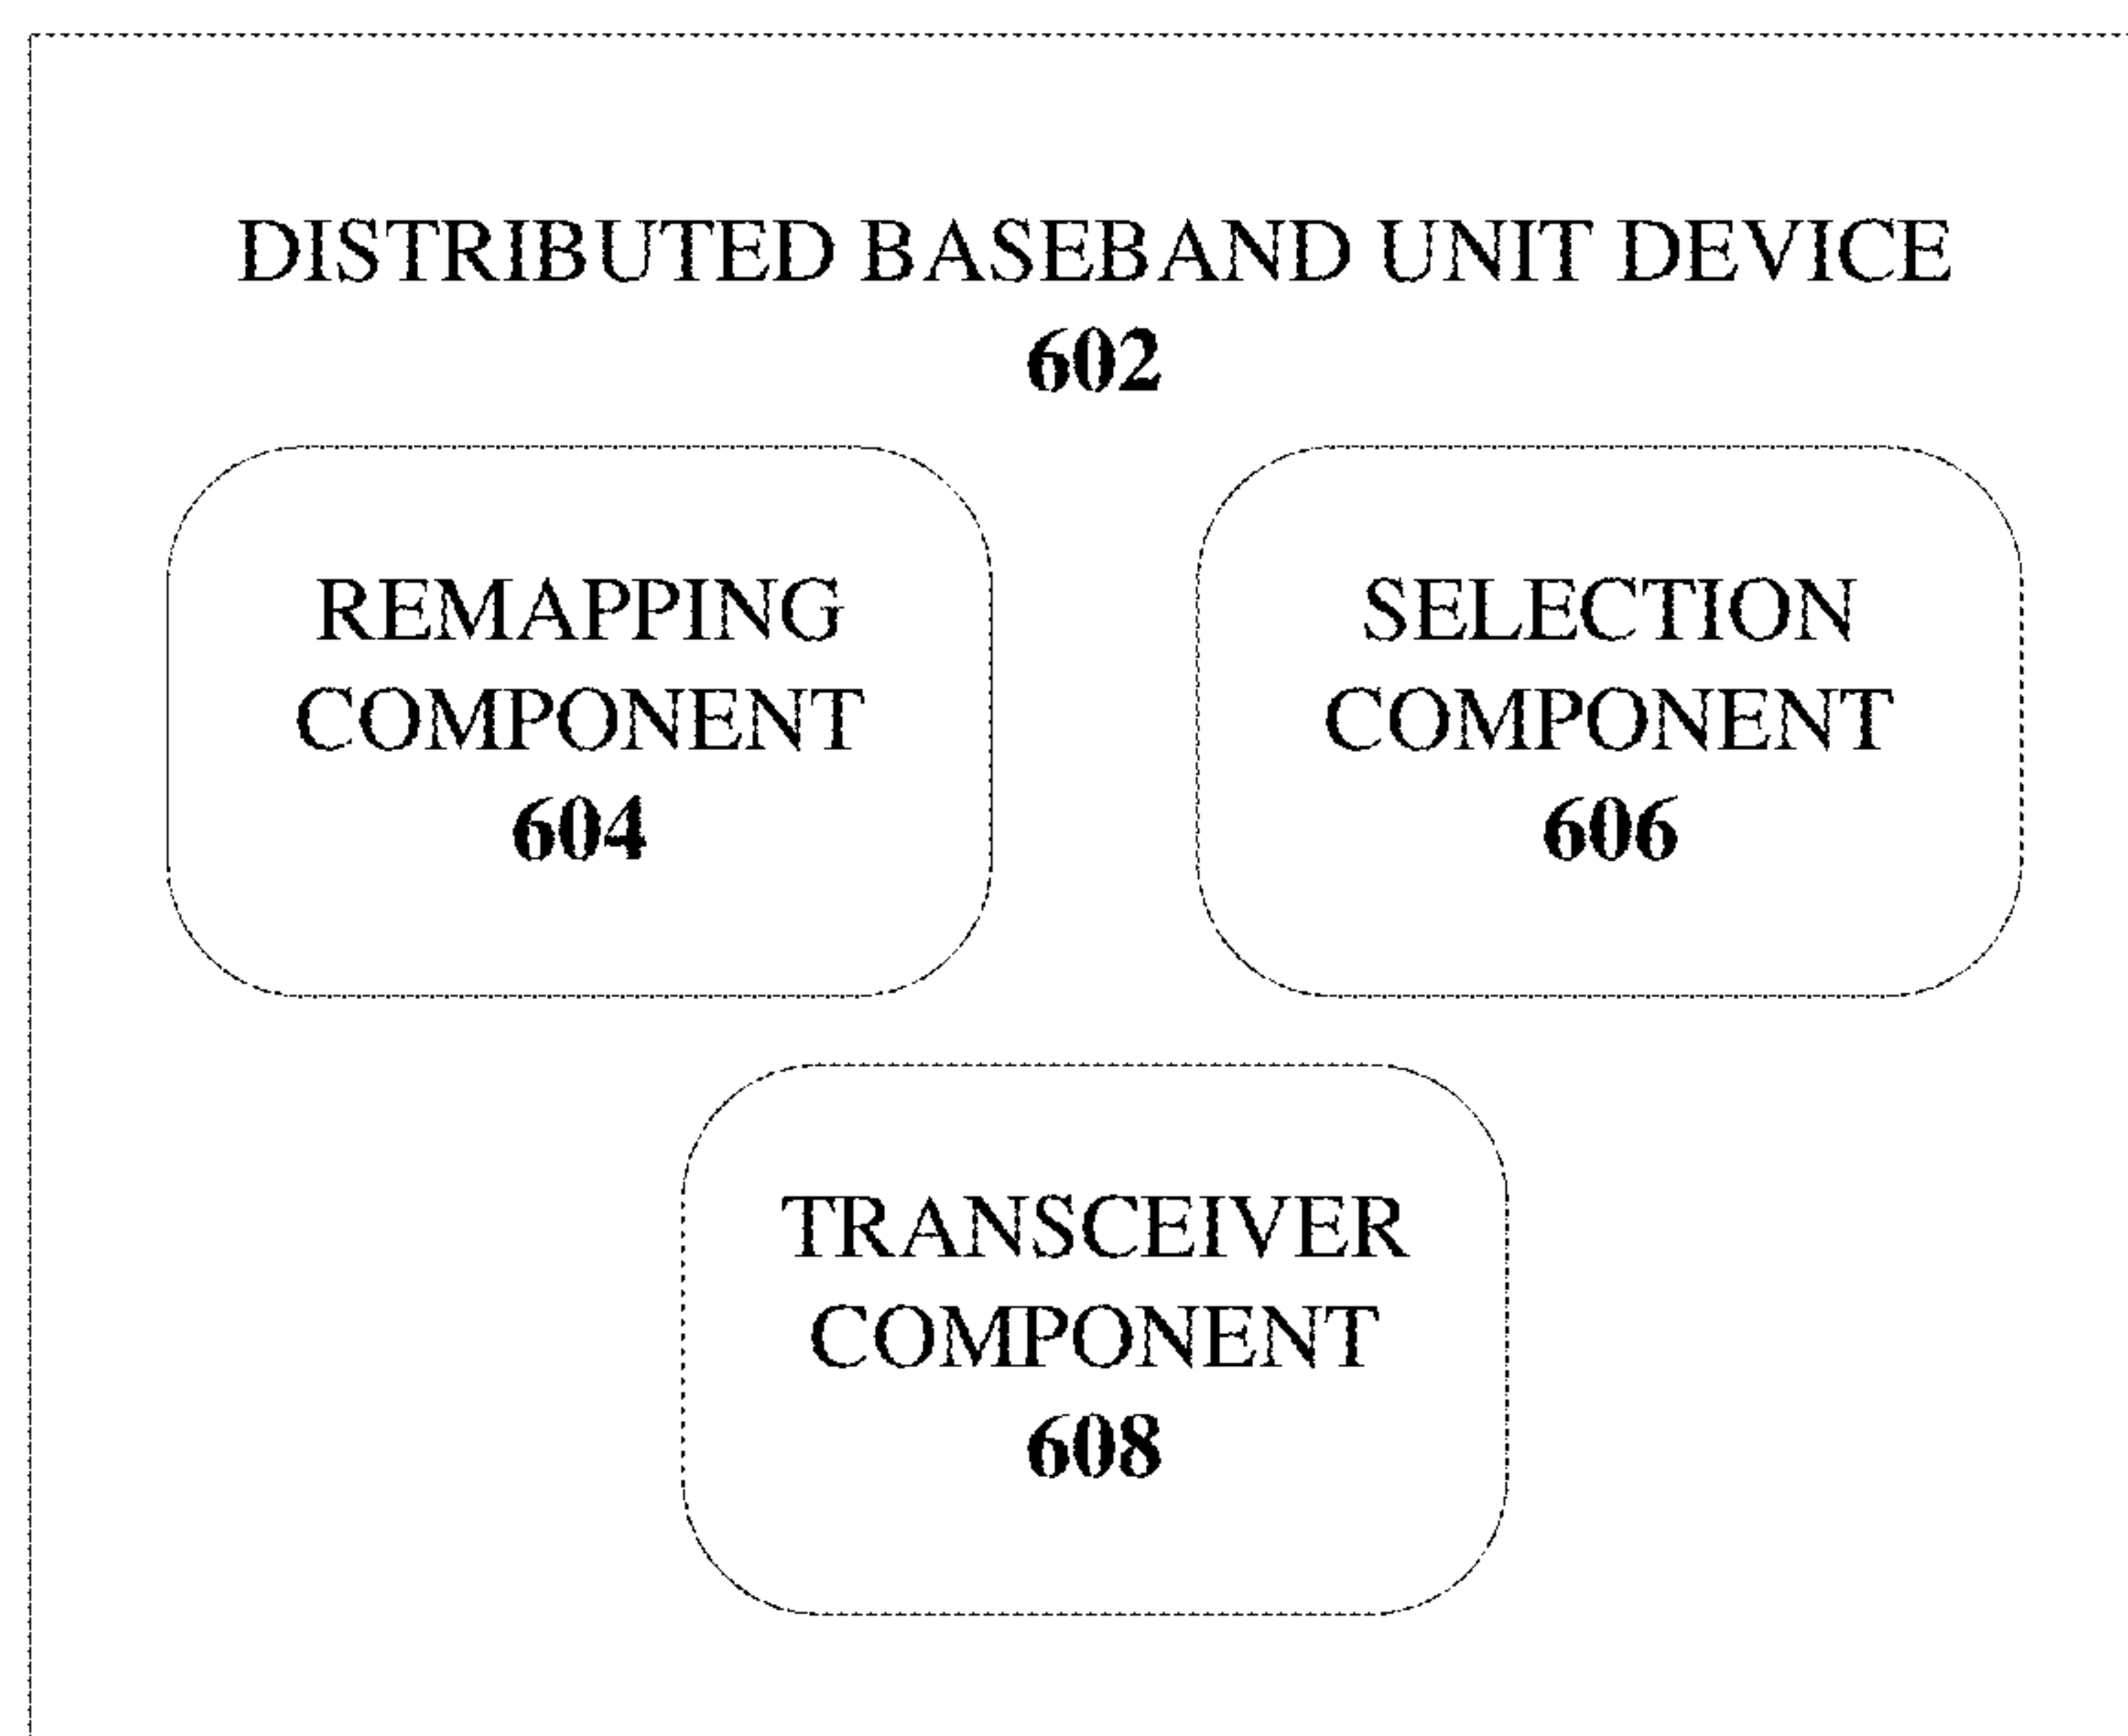 DISTRIBUTED BASEBAND UNIT DEVICE
602
REMAPPING
COMPONENT
604
SELECTION
COMPONENT
606
TRANSCEIVER
COMPONENT
608